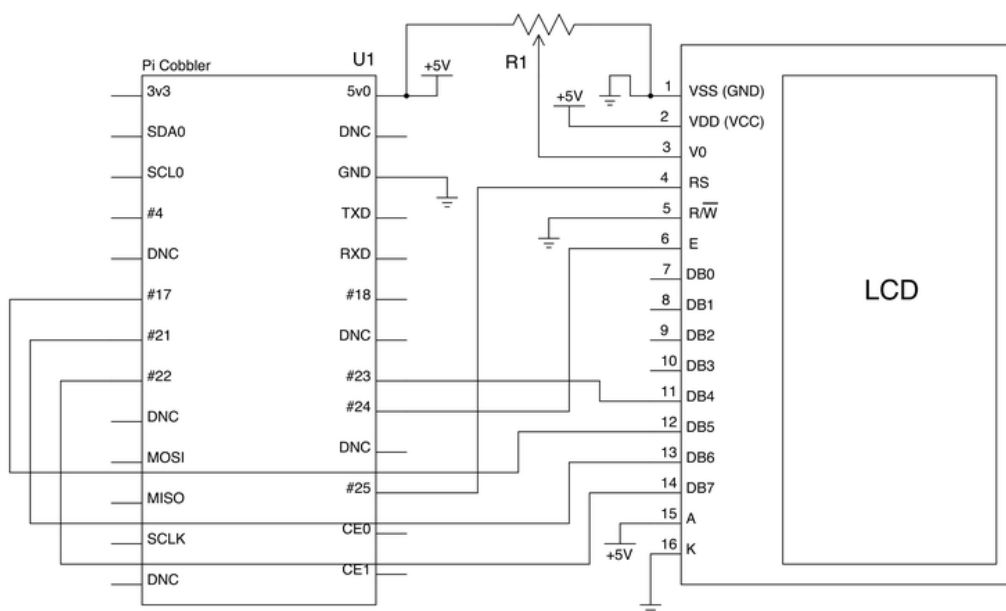 Pi Cobbler
U1
3v3
SDA0
SCL0
#4
DNC
#17
#21
#22
DNC
MOSI
MISO
SCLK
DNC
5v0
DNC
GND
TXD
RXD
#18
DNC
#23
#24
DNC
#25
CE0
CE1
+5V
R1
+5V
1 VSS (GND)
2 VDD (VCC)
3 V0
4 RS
5 R/W̅
6 E
7 DB0
8 DB1
9 DB2
10 DB3
11 DB4
12 DB5
13 DB6
14 DB7
15 A
16 K
+5V
LCD